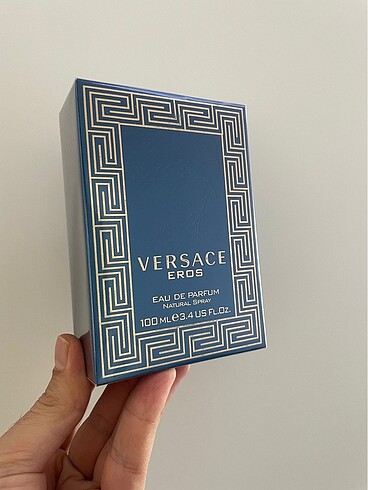 VERSACE
EROS
EAU DE PARFUM
NATURAL SPRAY
100 ML℮3.4 US FL.OZ.